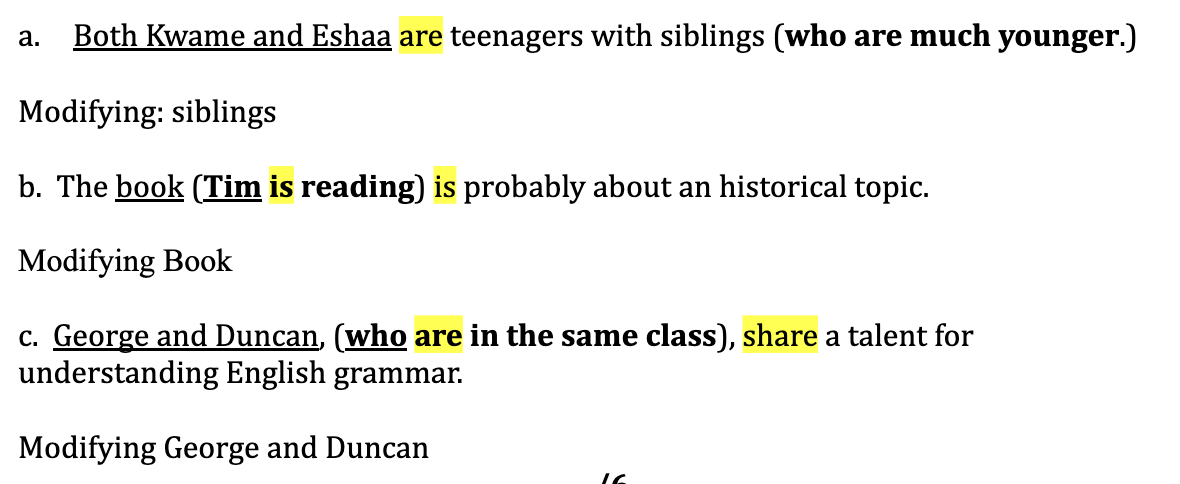 a. Both Kwame and Eshaa are teenagers with siblings (who are much younger.)
Modifying: siblings
b. The book (Tim is reading) is probably about an historical topic.
Modifying Book
c. George and Duncan, (who are in the same class), share a talent for
understanding English grammar.
Modifying George and Duncan